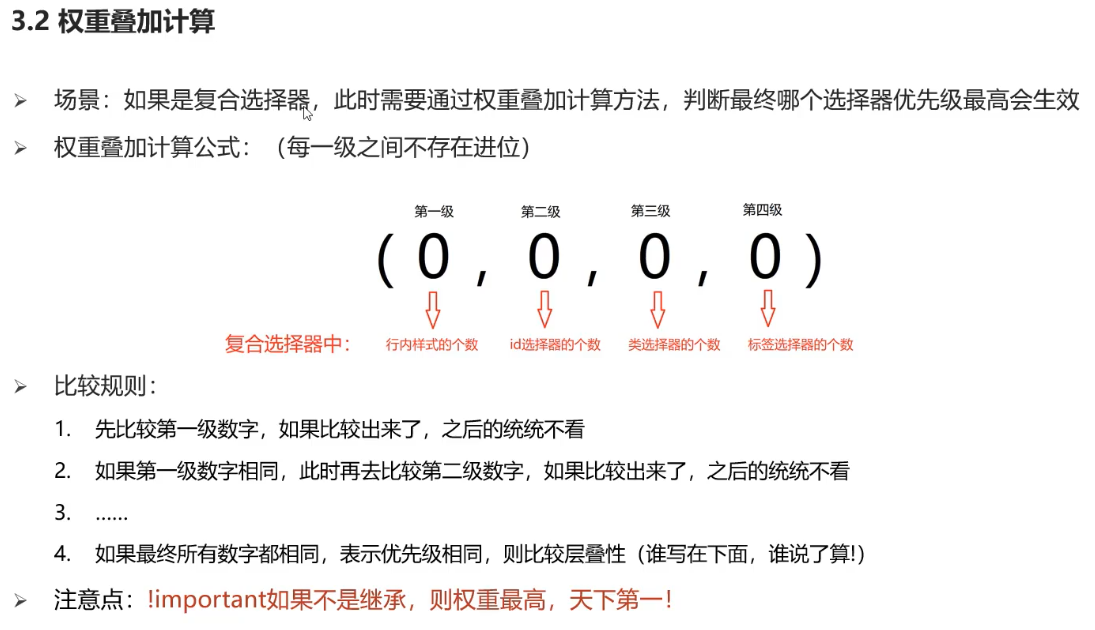 3.2 权重叠加计算
场景：如果是复合选择器，此时需要通过权重叠加计算方法，判断最终哪个选择器优先级最高会生效
权重叠加计算公式：（每一级之间不存在进位）
第一级 第二级 第三级 第四级
( 0 , 0 , 0 , 0 )
复合选择器中： 行内样式的个数 id选择器的个数 类选择器的个数 标签选择器的个数
比较规则：
1. 先比较第一级数字，如果比较出来了，之后的统统不看
2. 如果第一级数字相同，此时再去比较第二级数字，如果比较出来了，之后的统统不看
3. ……
4. 如果最终所有数字都相同，表示优先级相同，则比较层叠性（谁写在下面，谁说了算!）
注意点：!important如果不是继承，则权重最高，天下第一！